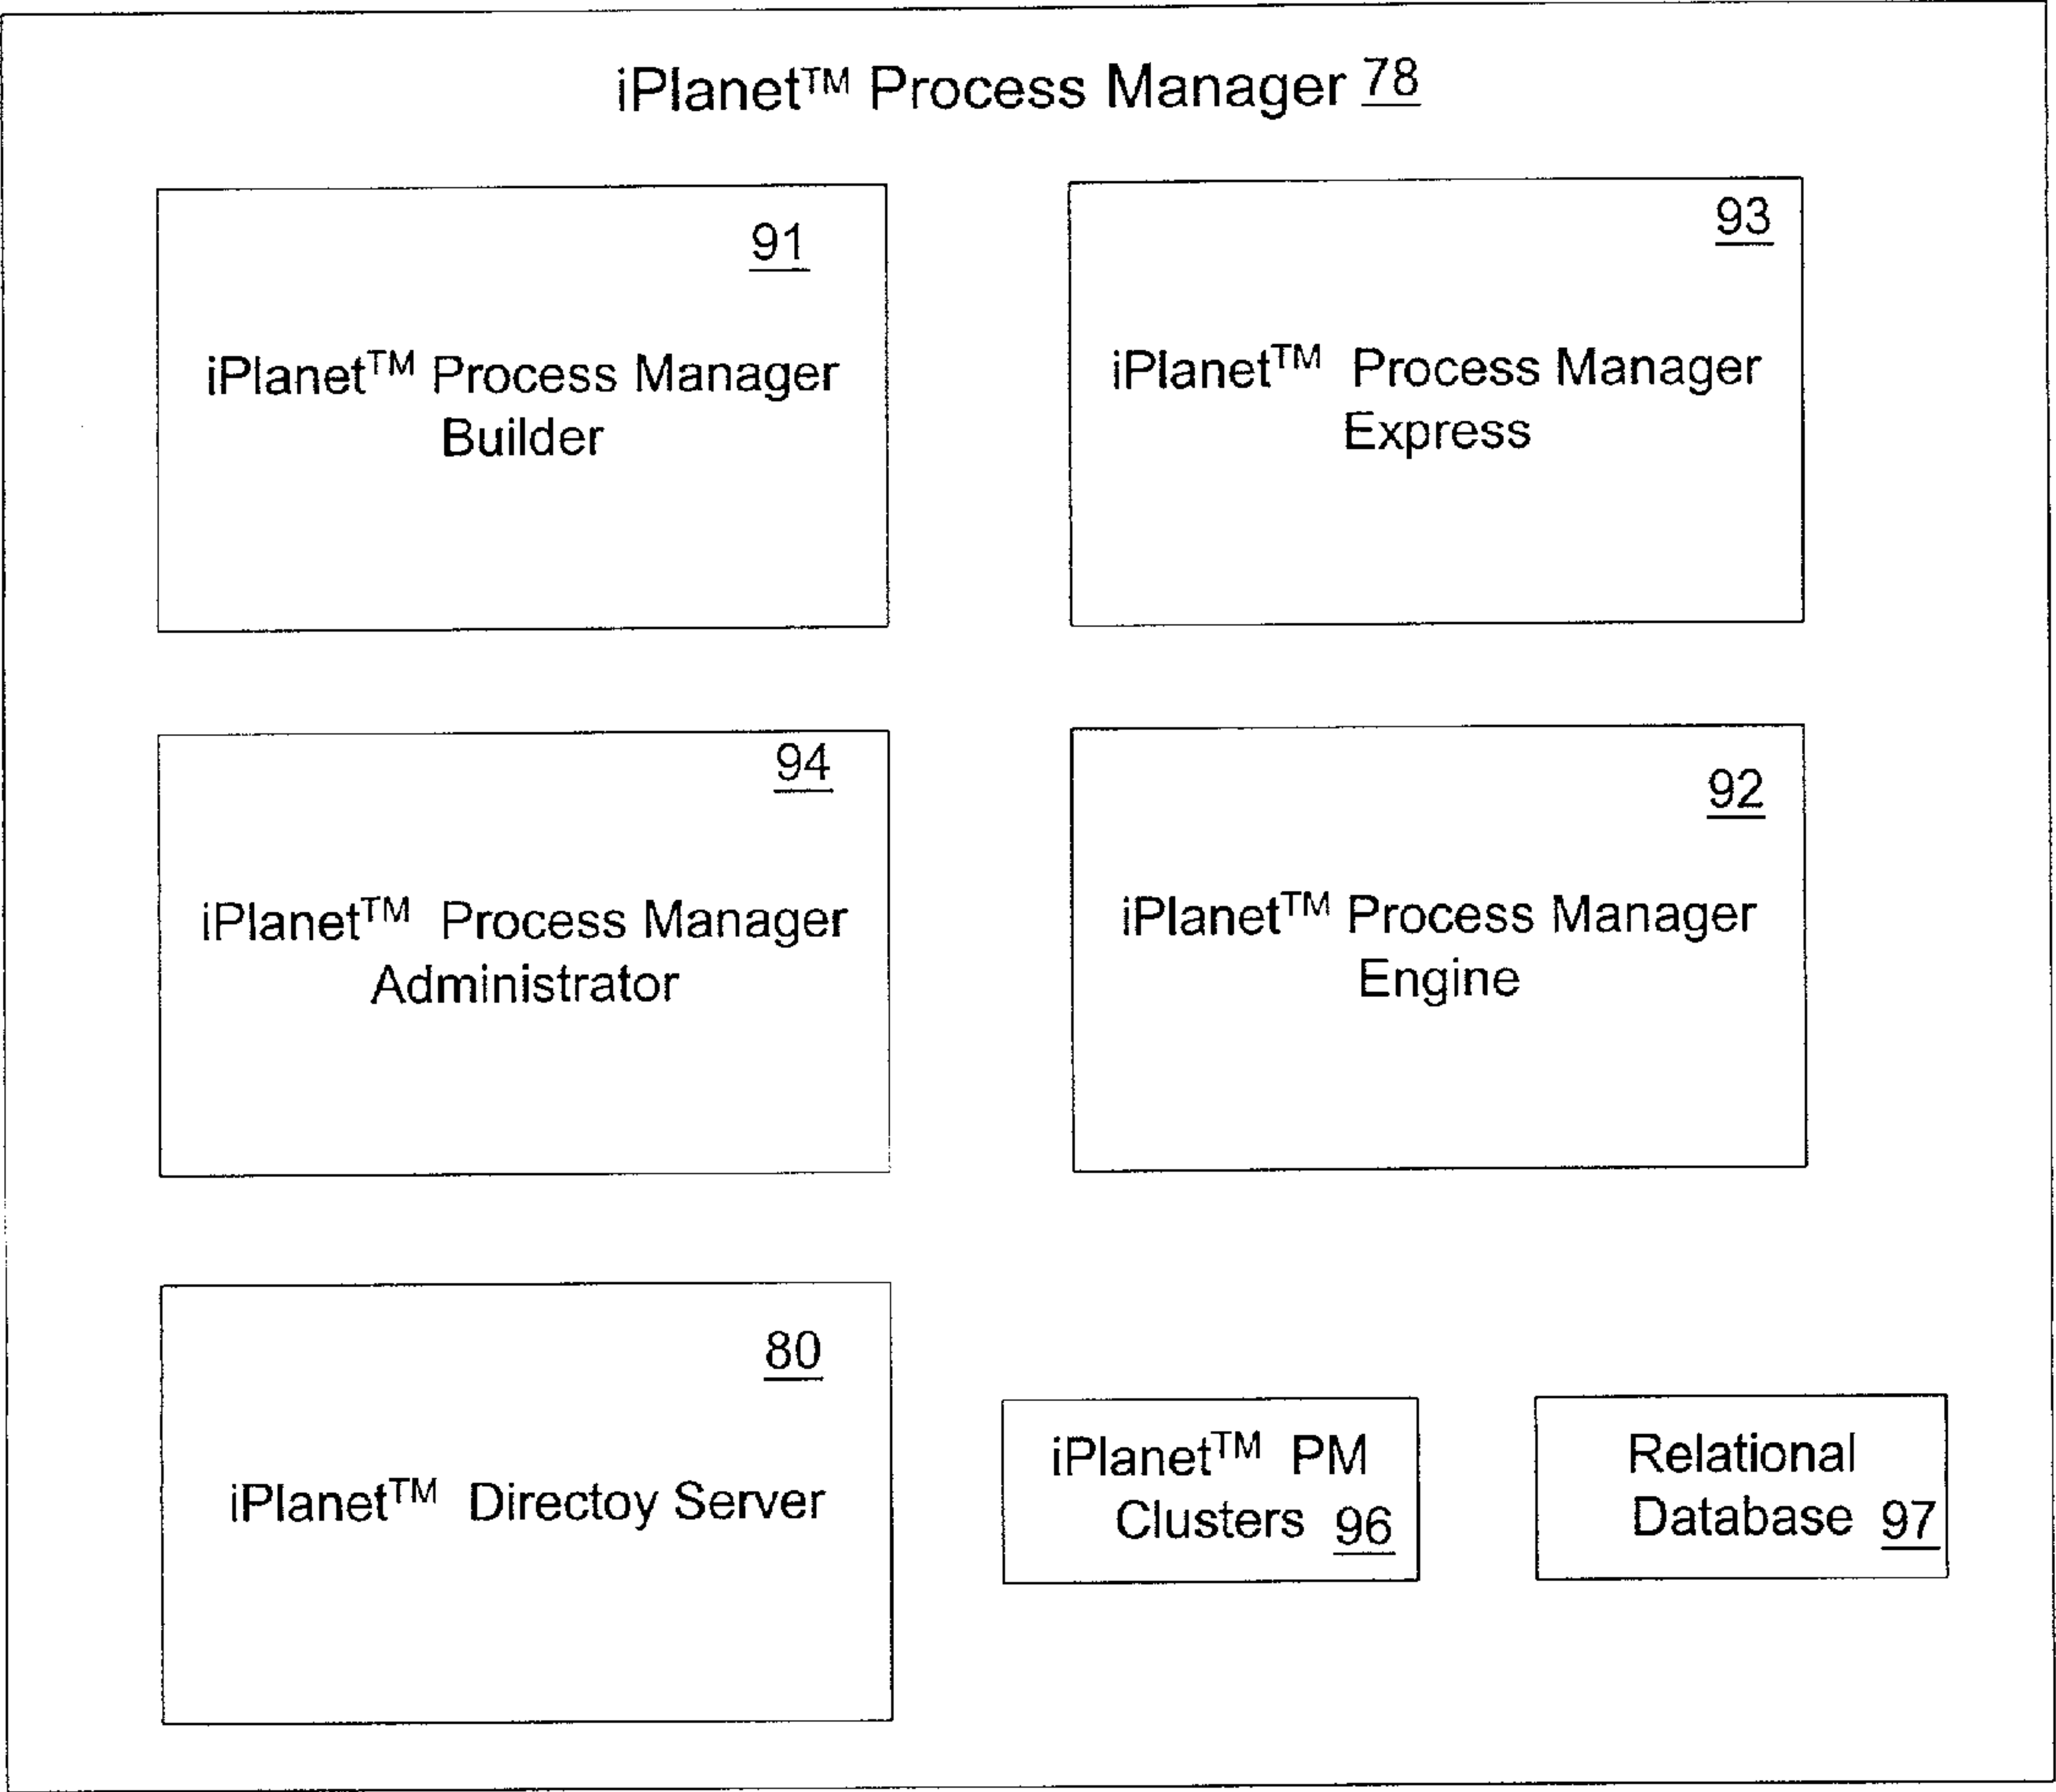 iPlanet™ Process Manager 78
91
iPlanet™ Process Manager
Builder
93
iPlanet™ Process Manager
Express
94
iPlanet™ Process Manager
Administrator
92
iPlanet™ Process Manager
Engine
80
iPlanet™ Directoy Server
iPlanet™ PM
Clusters 96
Relational
Database 97